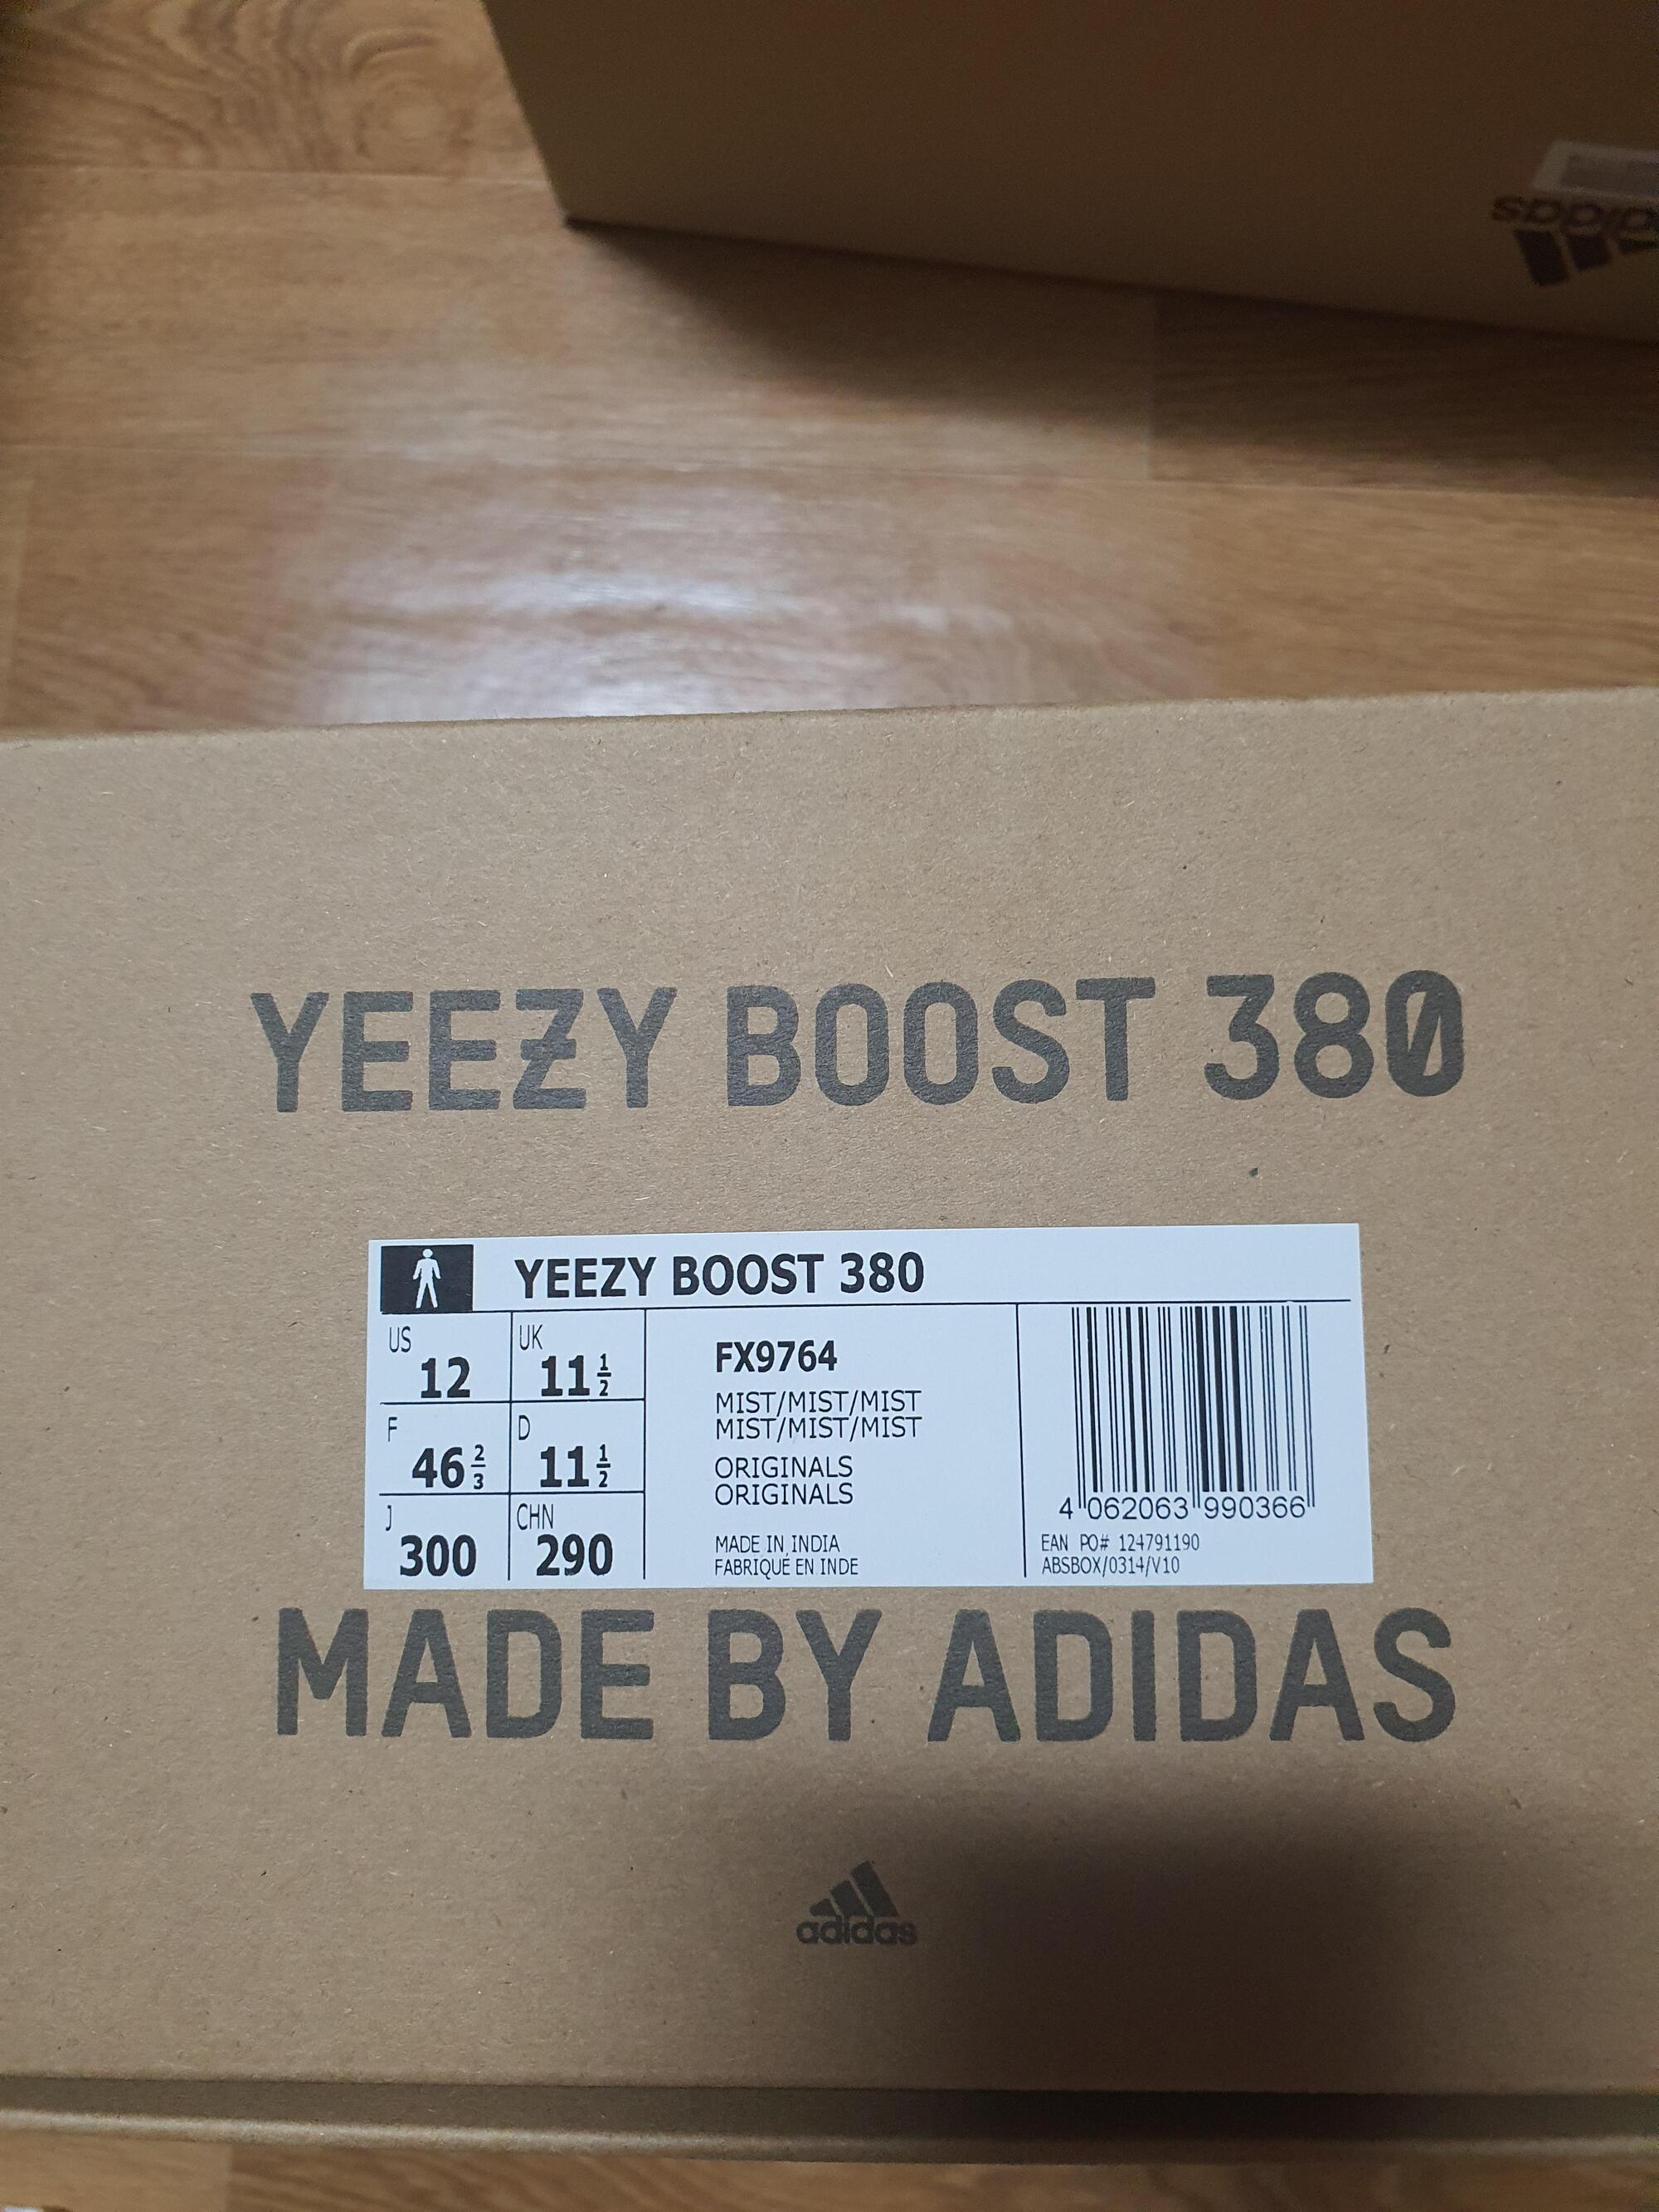 adidas
YEEZY BOOST 380
YEEZY BOOST 380
US 12 UK 11 1/2
F 46 2/3 D 11 1/2
J 300 CHN 290
FX9764
MIST/MIST/MIST
MIST/MIST/MIST
ORIGINALS
ORIGINALS
MADE IN INDIA
FABRIQUÉ EN INDE
4 062063 990366
EAN PO# 124791190
ABSBOX/0314/V10
MADE BY ADIDAS
adidas